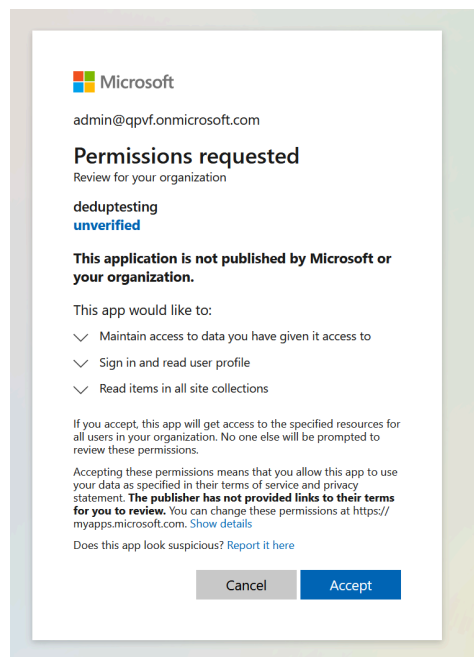 Microsoft
admin@qpvf.onmicrosoft.com
Permissions requested
Review for your organization
deduptesting
unverified
This application is not published by Microsoft or
your organization.
This app would like to:
Maintain access to data you have given it access to
Sign in and read user profile
Read items in all site collections
If you accept, this app will get access to the specified resources for
all users in your organization. No one else will be prompted to
review these permissions.
Accepting these permissions means that you allow this app to use
your data as specified in their terms of service and privacy
statement. The publisher has not provided links to their terms
for you to review. You can change these permissions at https://
myapps.microsoft.com. Show details
Does this app look suspicious? Report it here
Cancel Accept